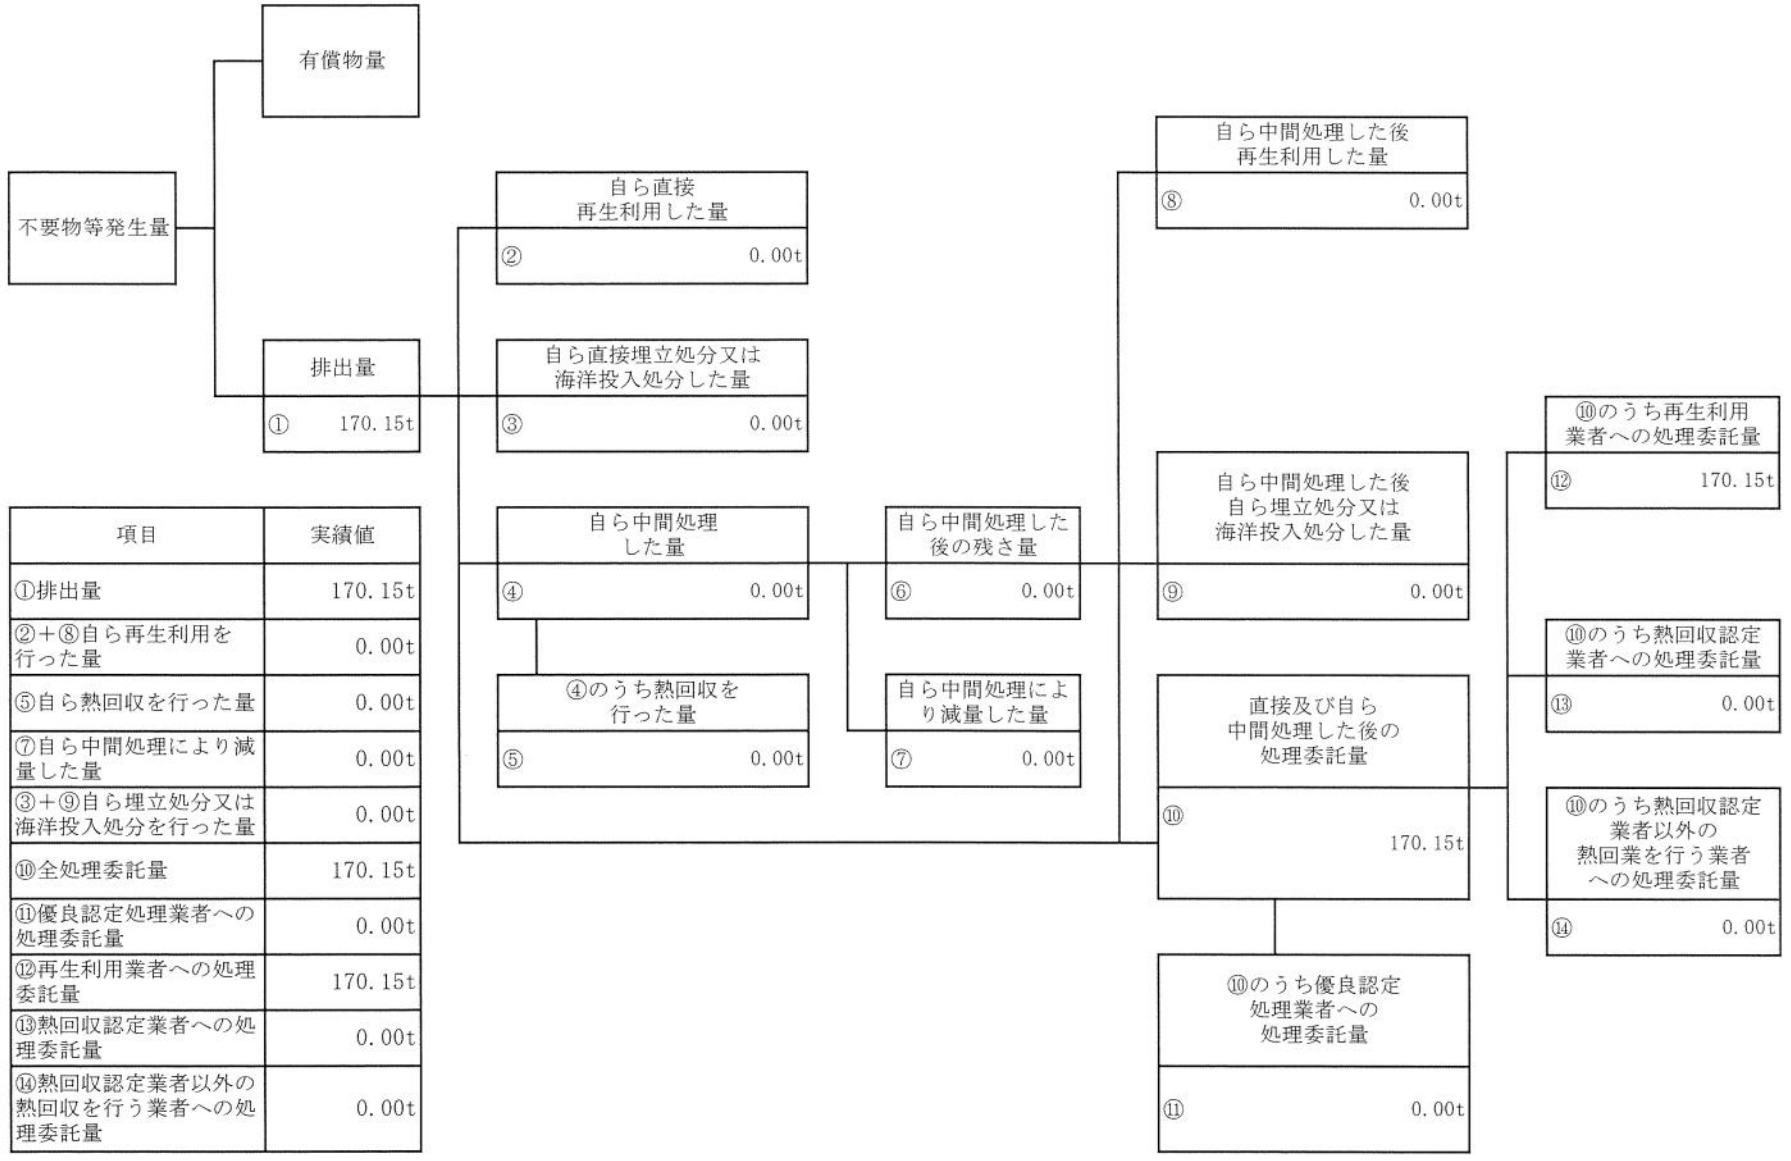 有償物量
不要物等発生量
排出量
① 170.15t
自ら直接
再生利用した量
② 0.00t
自ら直接埋立処分又は
海洋投入処分した量
③ 0.00t
自ら中間処理
した量
④ 0.00t
④のうち熱回収を
行った量
⑤ 0.00t
自ら中間処理した
後の残さ量
⑥ 0.00t
自ら中間処理によ
り減量した量
⑦ 0.00t
自ら中間処理した後
再生利用した量
⑧ 0.00t
自ら中間処理した後
自ら埋立処分又は
海洋投入処分した量
⑨ 0.00t
直接及び自ら
中間処理した後の
処理委託量
⑩
170.15t
⑩のうち優良認定
処理業者への
処理委託量
⑪ 0.00t
⑩のうち再生利用
業者への処理委託量
⑫ 170.15t
⑩のうち熱回収認定
業者への処理委託量
⑬ 0.00t
⑩のうち熱回収認定
業者以外の
熱回業を行う業者
への処理委託量
⑭ 0.00t
項目 実績値
①排出量 170.15t
②＋⑧自ら再生利用を
行った量 0.00t
⑤自ら熱回収を行った量 0.00t
⑦自ら中間処理により減
量した量 0.00t
③＋⑨自ら埋立処分又は
海洋投入処分を行った量 0.00t
⑩全処理委託量 170.15t
⑪優良認定処理業者への
処理委託量 0.00t
⑫再生利用業者への処理
委託量 170.15t
⑬熱回収認定業者への処
理委託量 0.00t
⑭熱回収認定業者以外の
熱回収を行う業者への処
理委託量 0.00t